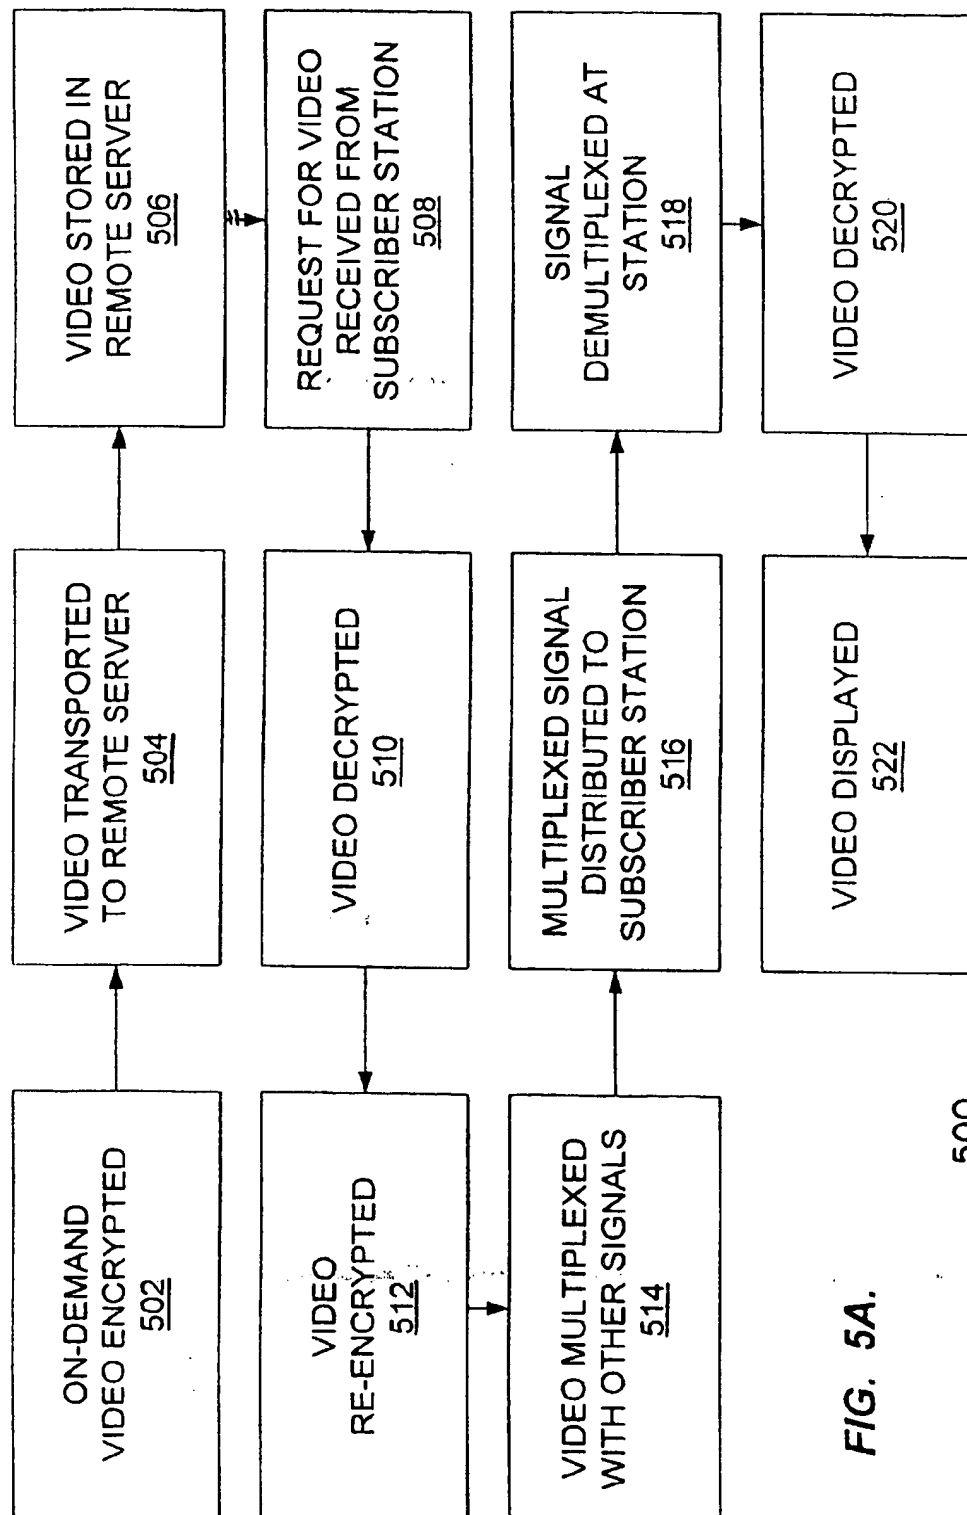 ON-DEMAND
VIDEO ENCRYPTED
502
VIDEO TRANSPORTED
TO REMOTE SERVER
504
VIDEO STORED IN
REMOTE SERVER
506
REQUEST FOR VIDEO
RECEIVED FROM
SUBSCRIBER STATION
508
VIDEO DECRYPTED
510
VIDEO
RE-ENCRYPTED
512
VIDEO MULTIPLEXED
WITH OTHER SIGNALS
514
MULTIPLEXED SIGNAL
DISTRIBUTED TO
SUBSCRIBER STATION
516
SIGNAL
DEMULTIPLEXED AT
STATION
518
VIDEO DECRYPTED
520
VIDEO DISPLAYED
522
FIG. 5A.
500